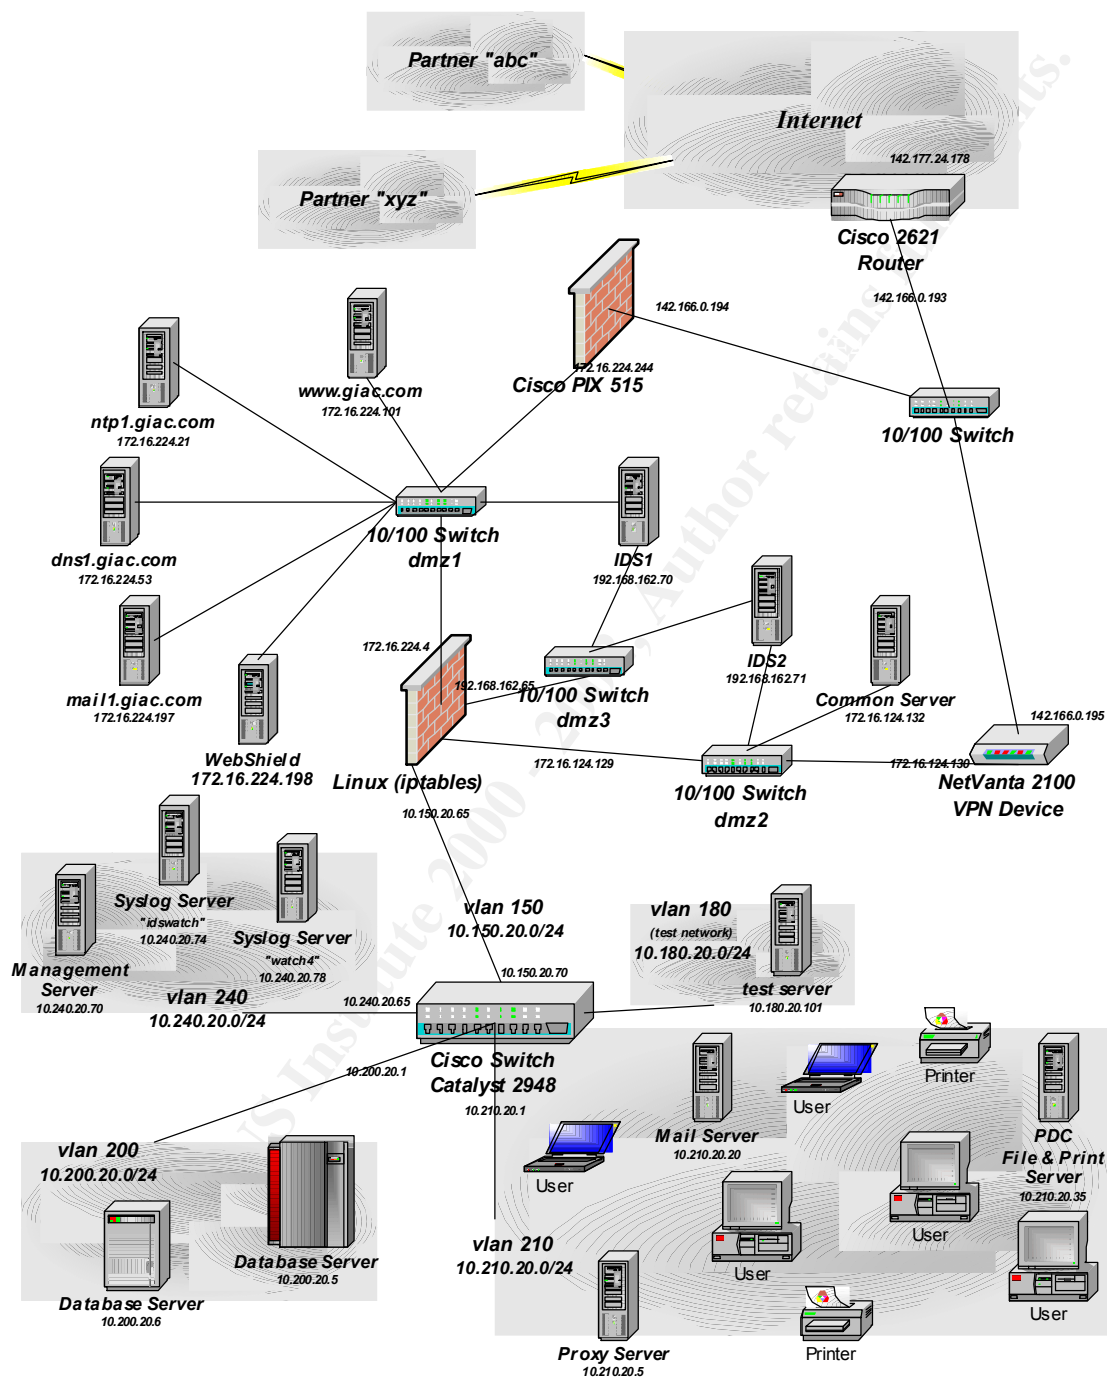 Partner "abc"
Internet
142.177.24.178
Partner "xyz"
Cisco 2621
Router
142.166.0.193
142.166.0.194
172.16.224.244
Cisco PIX 515
www.giac.com
172.16.224.101
ntp1.giac.com
172.16.224.21
10/100 Switch
10/100 Switch
dmz1
IDS1
192.168.162.70
dns1.giac.com
172.16.224.53
172.16.224.4
IDS2
192.168.162.71
mail1.giac.com
172.16.224.197
192.168.162.65
10/100 Switch
dmz3
Common Server
172.16.124.132
142.166.0.195
WebShield
172.16.224.198
172.16.124.129
172.16.124.130
Linux (iptables)
10.150.20.65
10/100 Switch
dmz2
NetVanta 2100
VPN Device
Syslog Server
"idswatch"
10.240.20.74
Syslog Server
"watch4"
10.240.20.78
Management
Server
10.240.20.70
vlan 150
10.150.20.0/24
vlan 180
(test network)
10.180.20.0/24
test server
10.180.20.101
10.150.20.70
vlan 240
10.240.20.0/24
10.240.20.65
Cisco Switch
Catalyst 2948
10.200.20.1
10.210.20.1
Printer
User
Mail Server
10.210.20.20
PDC
File & Print
Server
10.210.20.35
User
vlan 200
10.200.20.0/24
User
Database Server
10.200.20.5
vlan 210
10.210.20.0/24
User
Database Server
10.200.20.6
User
Proxy Server
10.210.20.5
Printer
SANS Institute 2000 - 200 , Author retains
ts.